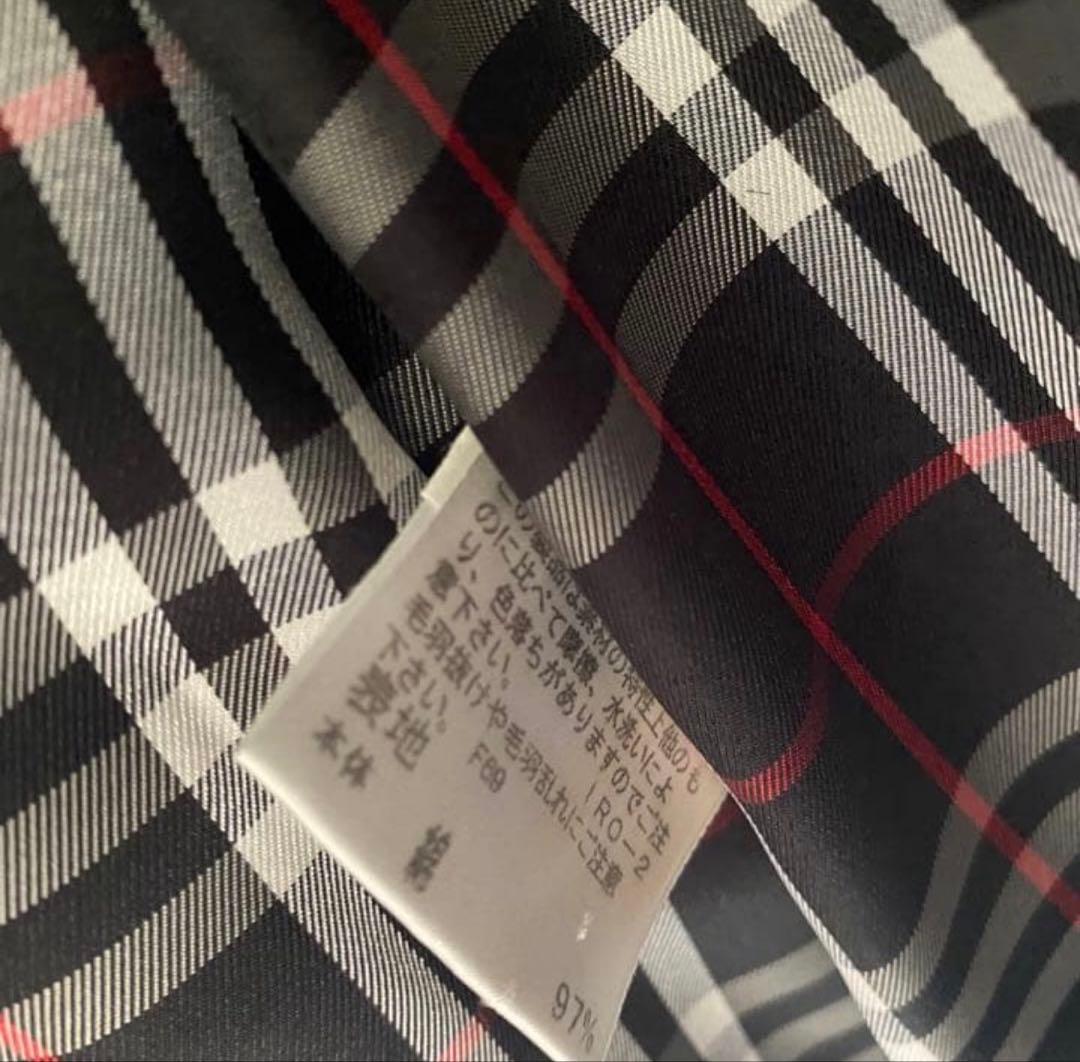 この製品は素材の特性上他のも
のに比べて摩擦、水洗いによ
り、色落ちがありますのでご注
意下さい。 IRO-2
毛羽抜けや毛羽乱れにご注意
下さい。 F69
表地
本体 綿 97%